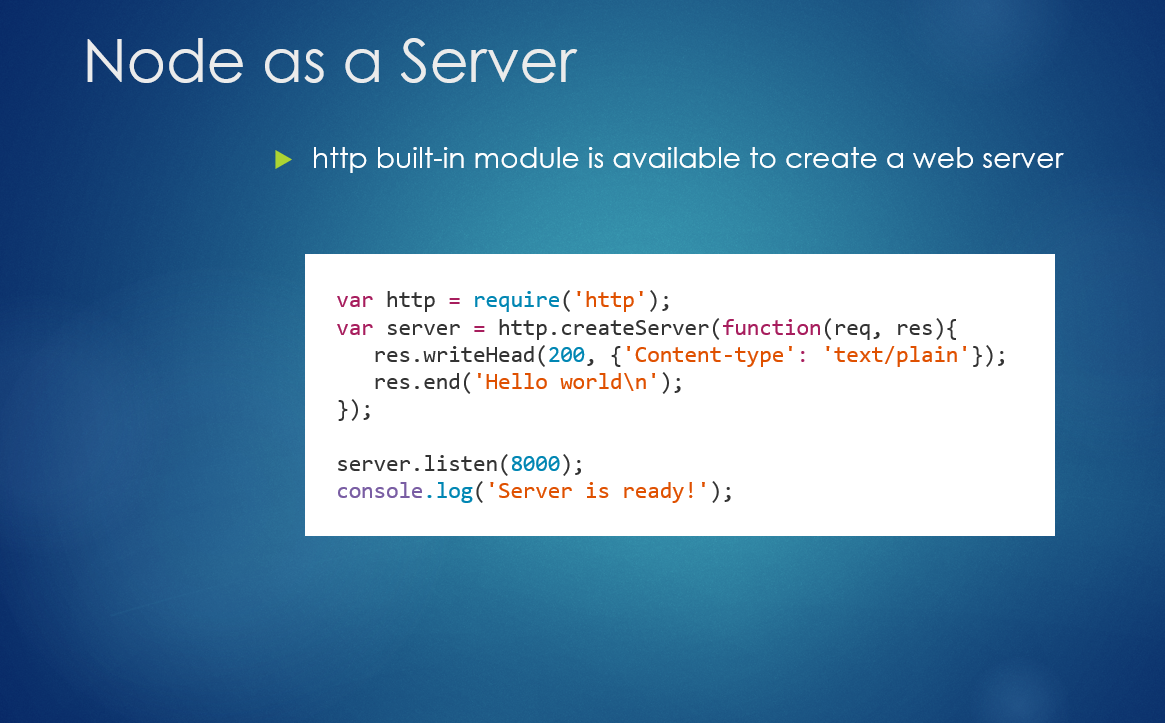 Node as a Server
http built-in module is available to create a web server
var http = require('http');
var server = http.createServer(function(req, res){
   res.writeHead(200, {'Content-type': 'text/plain'});
   res.end('Hello world\n');
});
server.listen(8000);
console.log('Server is ready!');